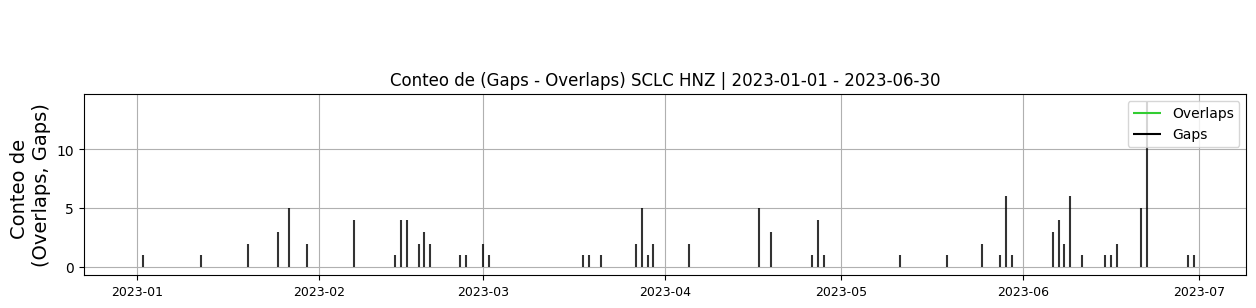 Conteo de (Gaps - Overlaps) SCLC HNZ | 2023-01-01 - 2023-06-30
Conteo de
(Overlaps, Gaps)
10
5
0
Overlaps
Gaps
2023-01
2023-02
2023-03
2023-04
2023-05
2023-06
2023-07